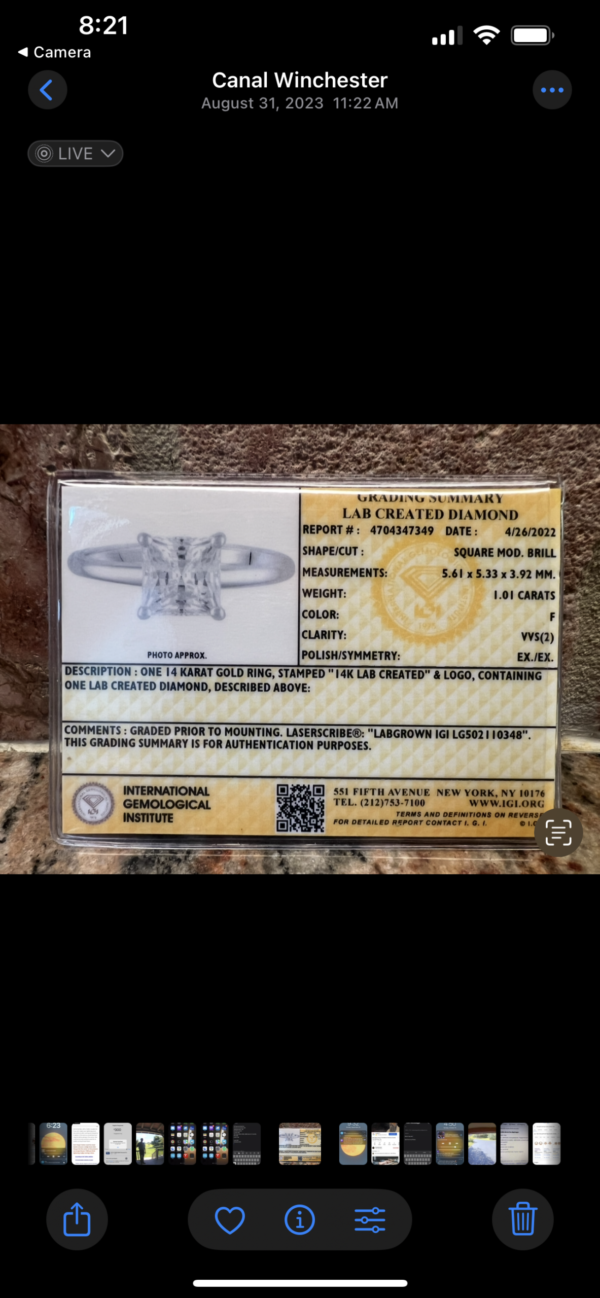 8:21
Camera
Canal Winchester
August 31, 2023 11:22 AM
LIVE
GRADING SUMMARY
LAB CREATED DIAMOND
REPORT # : 4704347349 DATE : 4/26/2022
SHAPE/CUT : SQUARE MOD. BRILL
MEASUREMENTS: 5.61 x 5.33 x 3.92 MM.
WEIGHT: 1.01 CARATS
COLOR: F
CLARITY: VVS(2)
POLISH/SYMMETRY: EX./EX.
PHOTO APPROX.
DESCRIPTION : ONE 14 KARAT GOLD RING, STAMPED "14K LAB CREATED" & LOGO, CONTAINING
ONE LAB CREATED DIAMOND, DESCRIBED ABOVE:
COMMENTS : GRADED PRIOR TO MOUNTING. LASERSCRIBE®: "LABGROWN IGI LG502110348".
THIS GRADING SUMMARY IS FOR AUTHENTICATION PURPOSES.
INTERNATIONAL
GEMOLOGICAL
INSTITUTE
551 FIFTH AVENUE NEW YORK, NY 10176
TEL. (212)753-7100 WWW.IGI.ORG
TERMS AND DEFINITIONS ON
FOR DETAILED REPORT CONTACT I. G. I.
IGI
6:23